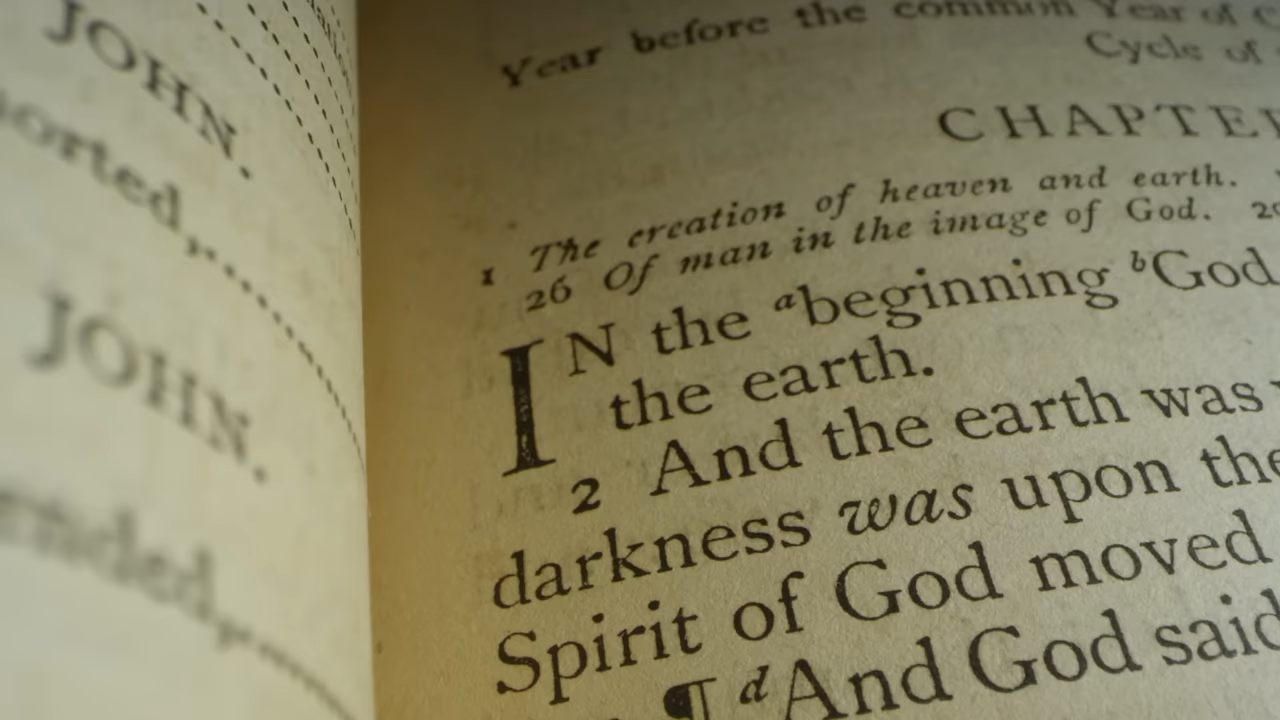 JOHN.
JOHN.
Year before the common Year of C
Cycle of
CHAPTE
1 The creation of heaven and earth.
26 Of man in the image of God. 20
IN the ᵃbeginning ᵇGod
the earth.
2 And the earth was
darkness was upon the
Spirit of God moved
¶ ᵈAnd God said